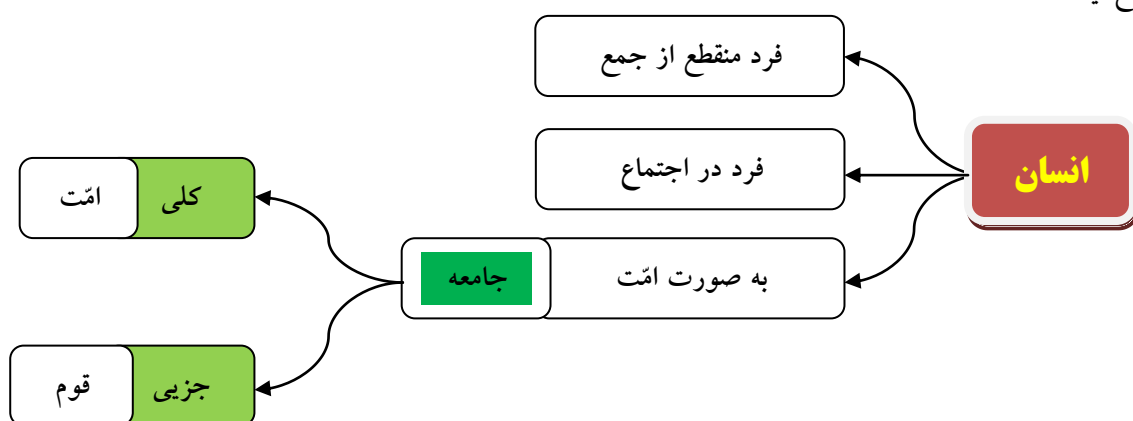 انسان
فرد منقطع از جمع
فرد در اجتماع
به صورت امّت
جامعه
کلی
امّت
جزیی
قوم